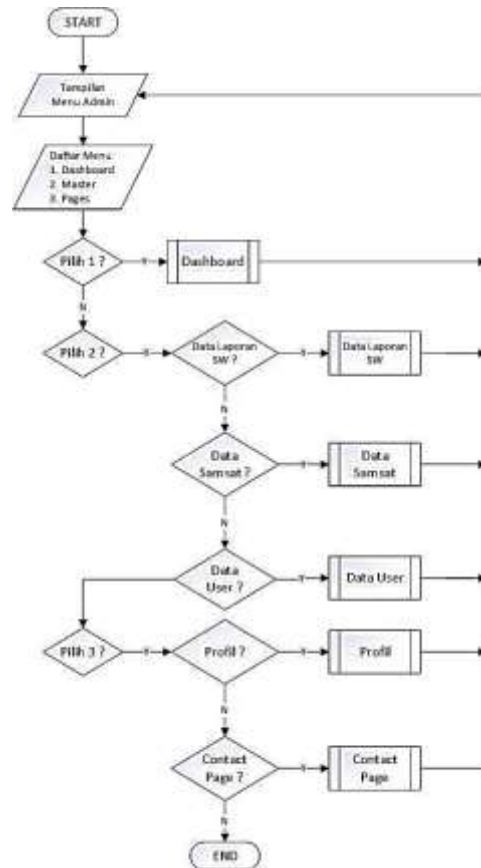 START
Tampilan
Menu Admin
Daftar Menu
1. Dashboard
2. Master
3. Pages
Pilih 1 ?
Y
Dashboard
N
Pilih 2 ?
Y
Data Laporan
SW ?
Y
Data Laporan
SW
N
Data
Samsat ?
Y
Data
Samsat
N
Data
User ?
Y
Data User
Pilih 3 ?
Y
Profil ?
Y
Profil
N
Contact
Page ?
Y
Contact
Page
N
END